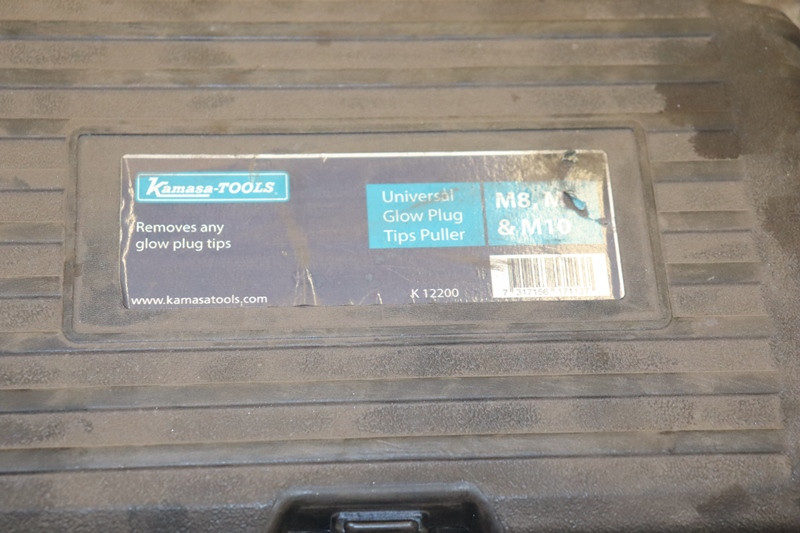 Kamasa-TOOLS
Removes any
glow plug tips
www.kamasatools.com
Universal
Glow Plug
Tips Puller
M8,
& M10
K 12200